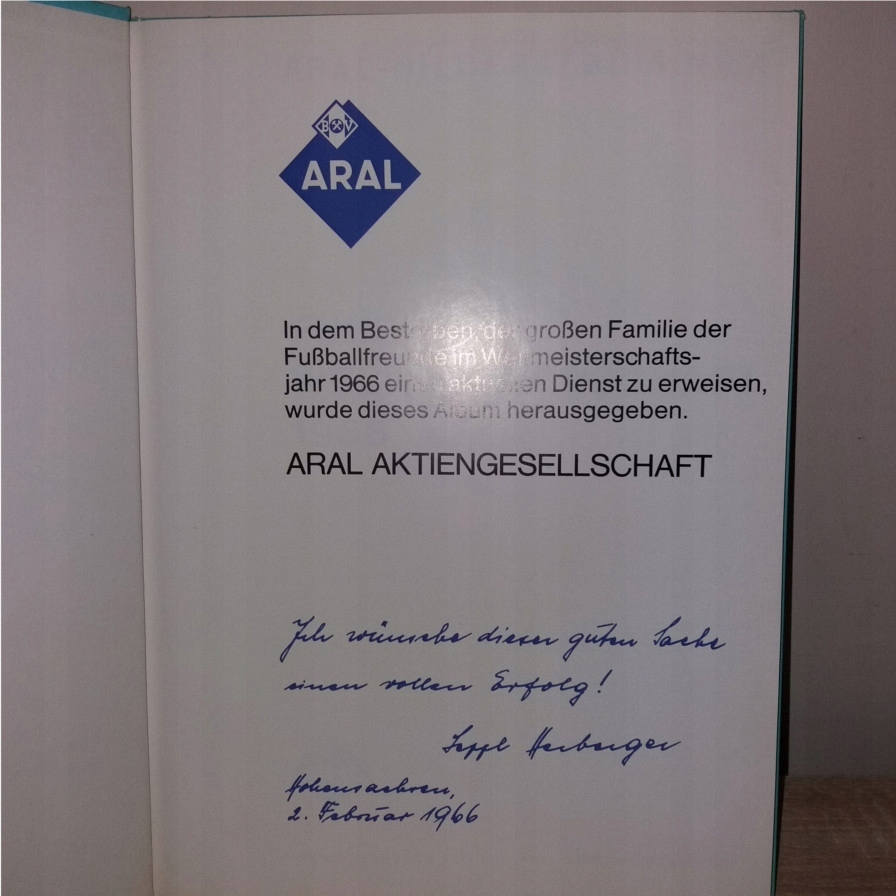 B V
ARAL
In dem Bestreben, der großen Familie der
Fußballfreunde im Weltmeisterschafts-
jahr 1966 einen aktuellen Dienst zu erweisen,
wurde dieses Album herausgegeben.
ARAL AKTIENGESELLSCHAFT
Ich wünsche dieser guten Sache
einen vollen Erfolg!
Seppl Herberger
Hohensachsen,
2. Februar 1966